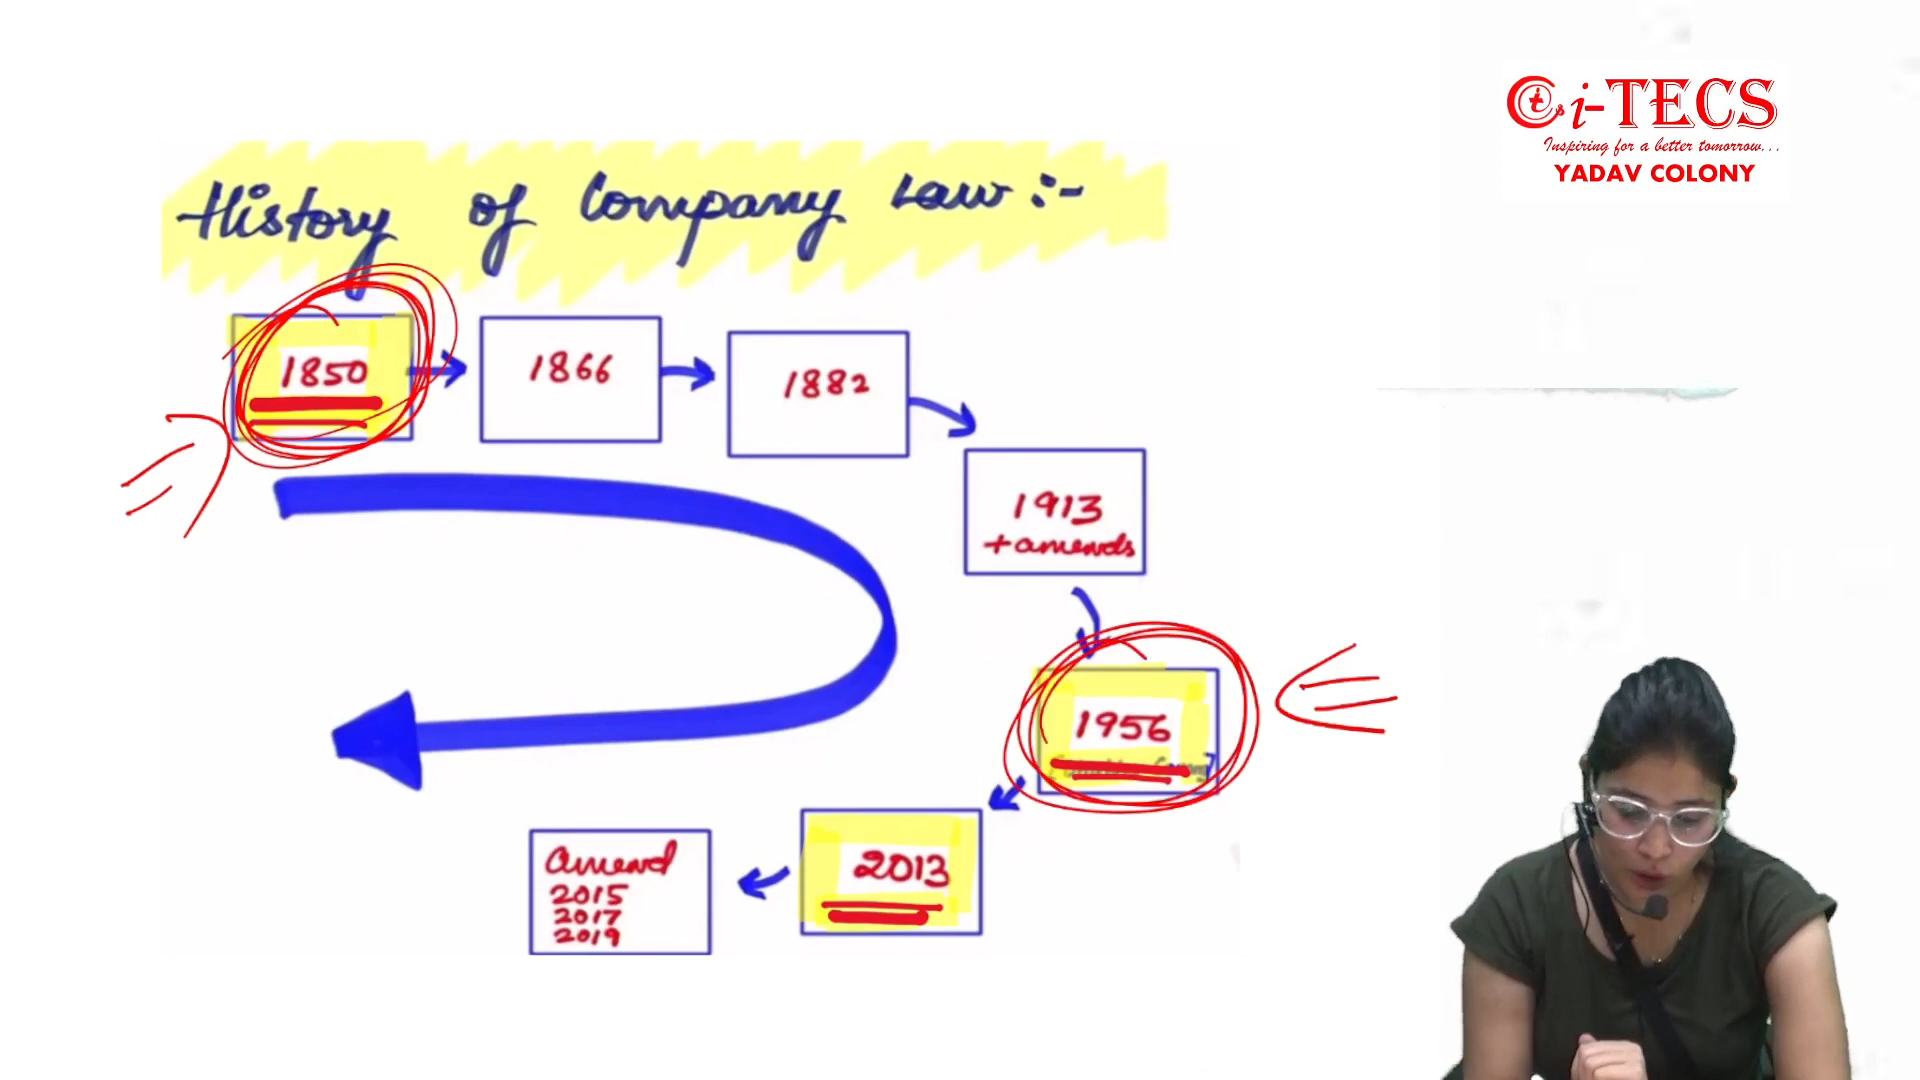 i-TECS
Inspiring for a better tomorrow...
YADAV COLONY
History of Company Law :-
1850
1866
1882
1913
+ amends
1956
2013
Amend
2015
2017
2019